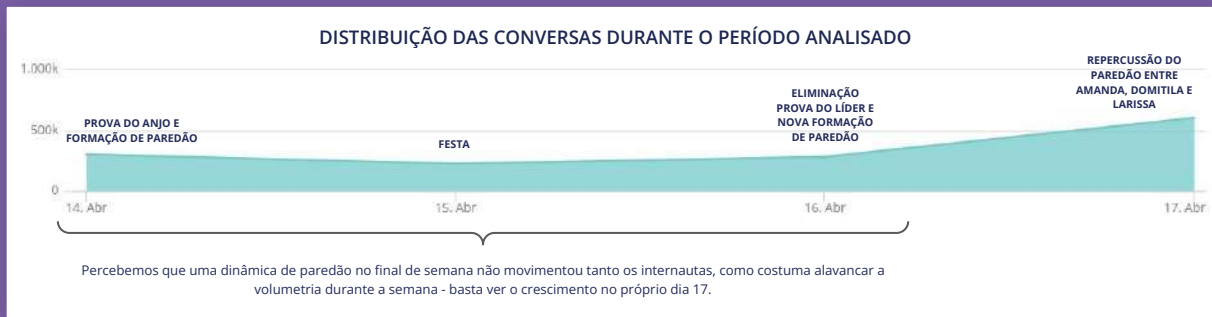 DISTRIBUIÇÃO DAS CONVERSAS DURANTE O PERÍODO ANALISADO
1.000k
500k
0
PROVA DO ANJO E
FORMAÇÃO DE PAREDÃO
FESTA
ELIMINAÇÃO
PROVA DO LÍDER E
NOVA FORMAÇÃO
DE PAREDÃO
REPERCUSSÃO DO
PAREDÃO ENTRE
AMANDA, DOMITILA E
LARISSA
14. Abr
15. Abr
16. Abr
17. Abr
Percebemos que uma dinâmica de paredão no final de semana não movimentou tanto os internautas, como costuma alavancar a
volumetria durante a semana - basta ver o crescimento no próprio dia 17.